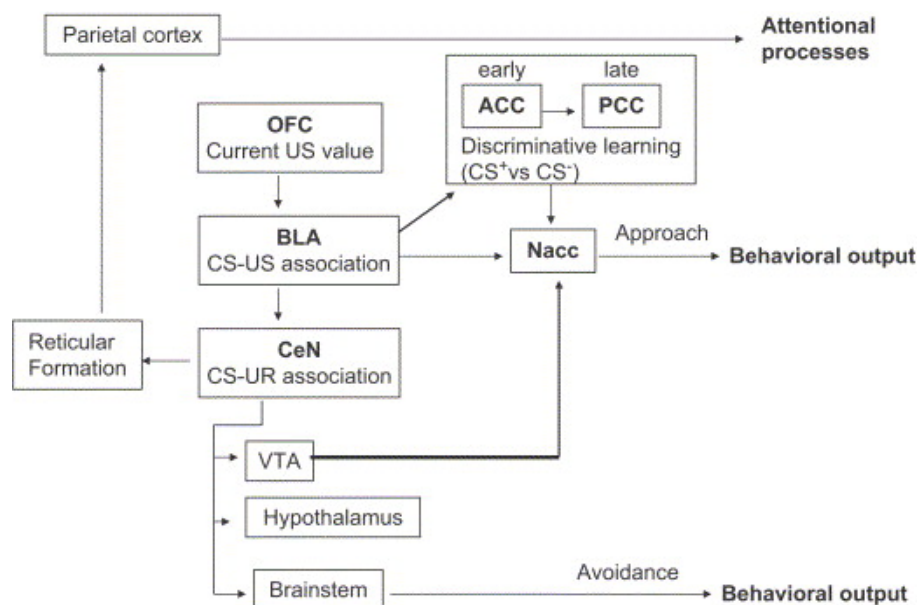 Parietal cortex
Attentional
processes
early
late
ACC
PCC
Discriminative learning
(CS⁺vs CS⁻)
OFC
Current US value
BLA
CS-US association
Nacc
Approach
Behavioral output
Reticular
Formation
CeN
CS-UR association
VTA
Hypothalamus
Brainstem
Avoidance
Behavioral output